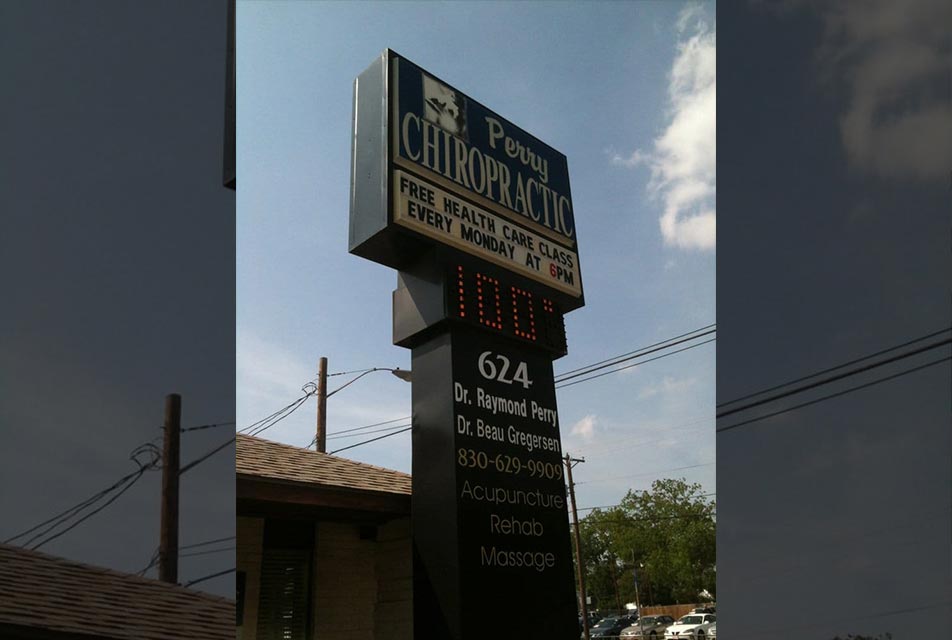 Perry
CHIROPRACTIC
FREE HEALTH CARE CLASS
EVERY MONDAY AT 6PM
100°
624
Dr. Raymond Perry
Dr. Beau Gregersen
830-629-9909
Acupuncture
Rehab
Massage